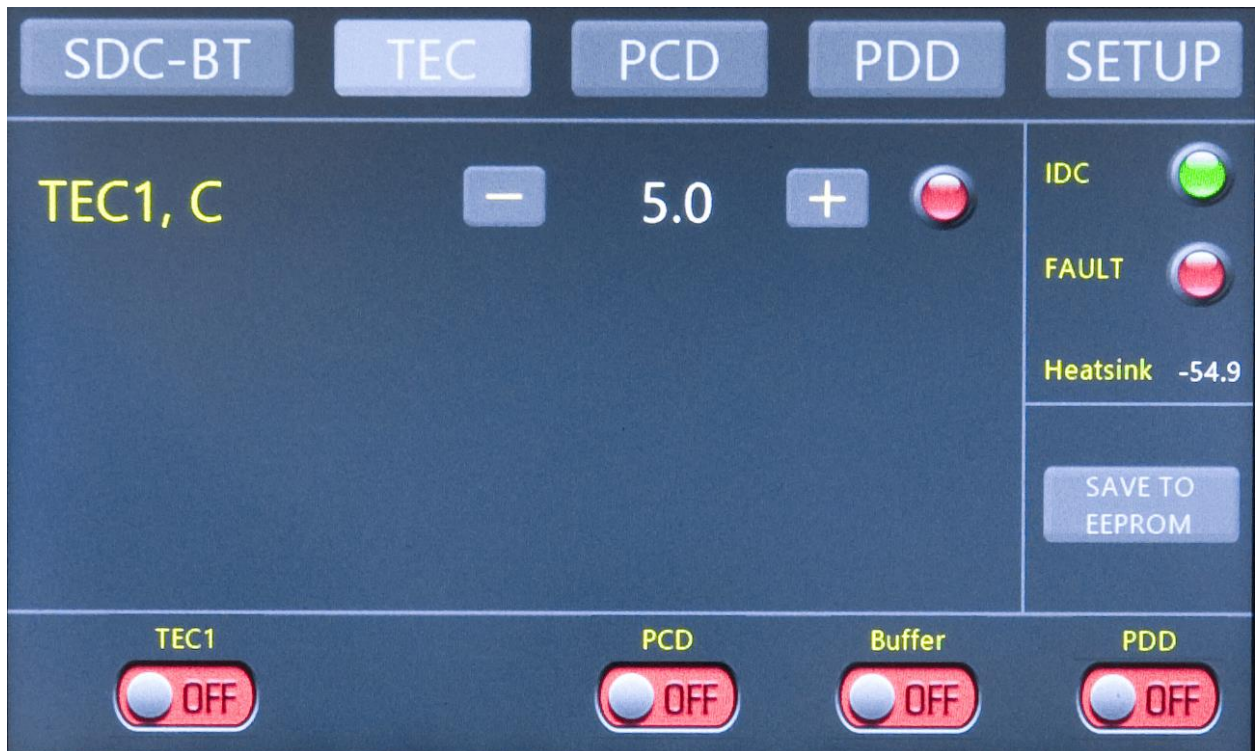 SDC-BT TEC PCD PDD SETUP
TEC1, C − 5.0 +
IDC
FAULT
Heatsink -54.9
SAVE TO
EEPROM
TEC1 PCD Buffer PDD
OFF OFF OFF OFF